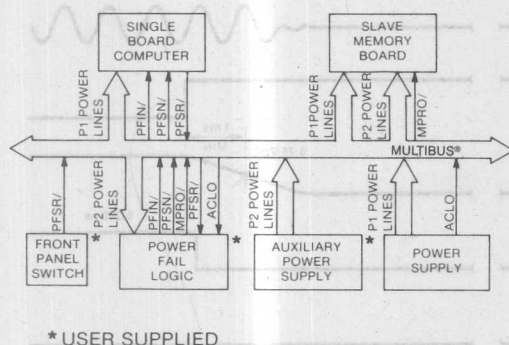 SINGLE
BOARD
COMPUTER
SLAVE
MEMORY
BOARD
P1 POWER
LINES
PFIN/
PFSN/
PFSR/
P1POWER
LINES
P2 POWER
LINES
MPRO/
MULTIBUS®
PFSR/
P2 POWER
LINES
PFIN/
PFSN/
MPRO/
PFSR/
ACLO
P2 POWER
LINES
P1 POWER
LINES
ACLO
FRONT
PANEL
SWITCH
*
POWER
FAIL
LOGIC
*
AUXILIARY
POWER
SUPPLY
*
POWER
SUPPLY
* USER SUPPLIED